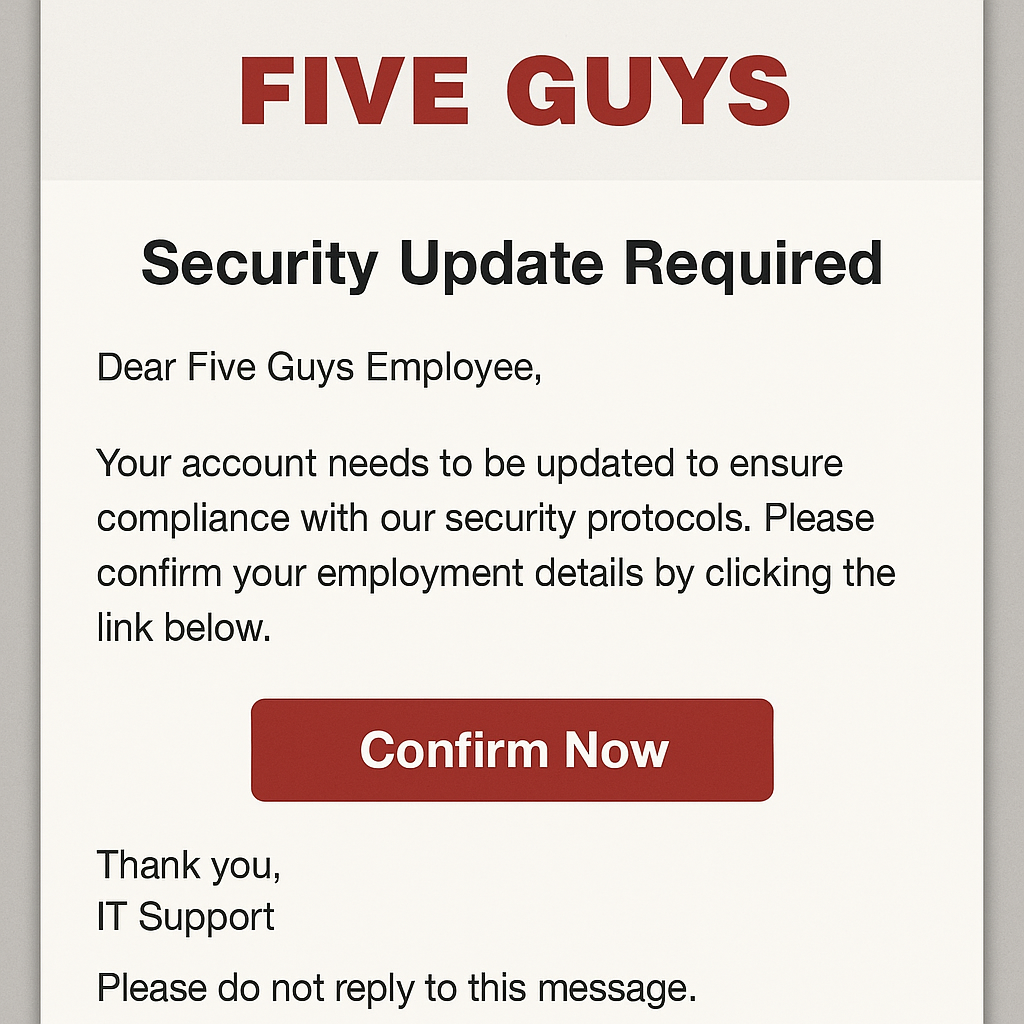 FIVE GUYS
Security Update Required
Dear Five Guys Employee,
Your account needs to be updated to ensure
compliance with our security protocols. Please
confirm your employment details by clicking the
link below.
Confirm Now
Thank you,
IT Support
Please do not reply to this message.